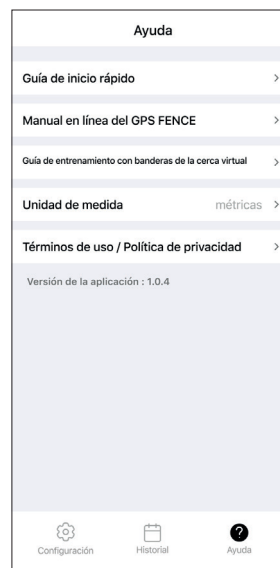 Ayuda
Guía de inicio rápido
Manual en línea del GPS FENCE
Guía de entrenamiento con banderas de la cerca virtual
Unidad de medida métricas
Términos de uso / Política de privacidad
Versión de la aplicación : 1.0.4
Configuración Historial Ayuda